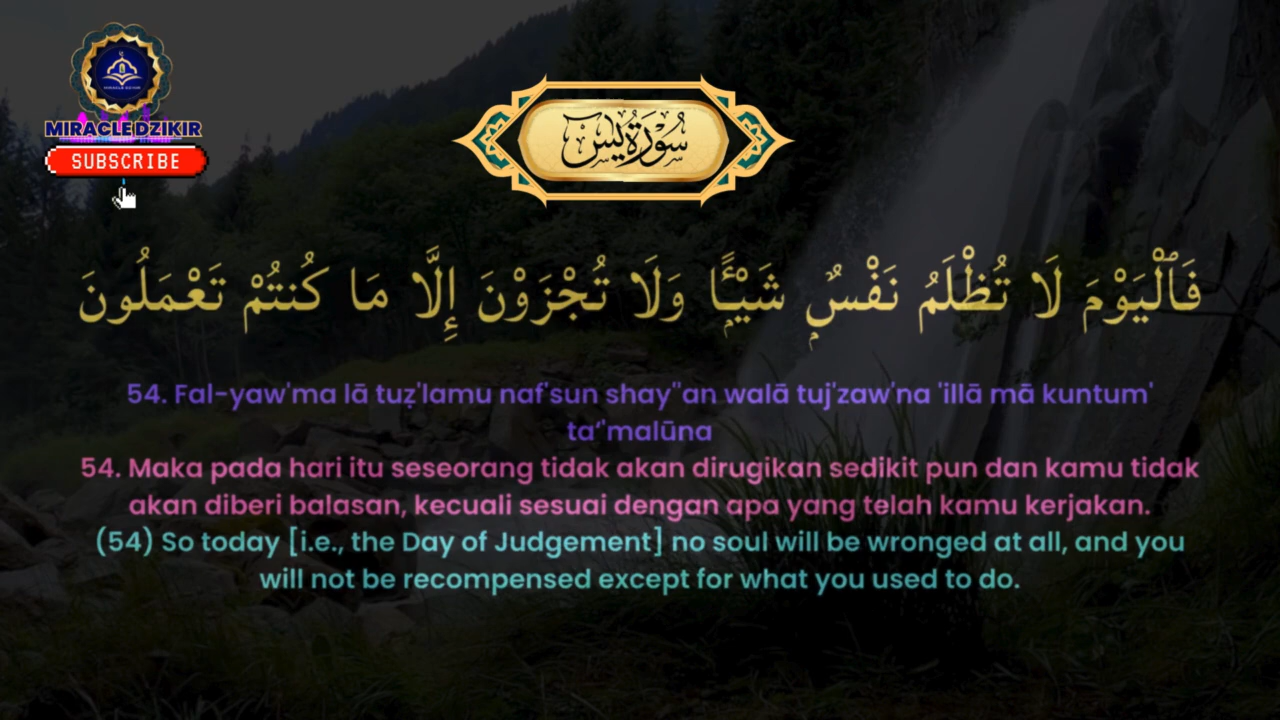 MIRACLE DZIKIR
MIRACLE DZIKIR
SUBSCRIBE
سُوْرَةُ يٰسٓ
فَٱلْيَوْمَ لَا تُظْلَمُ نَفْسٌ شَيْـًٔا وَلَا تُجْزَوْنَ إِلَّا مَا كُنتُمْ تَعْمَلُونَ
54. Fal-yaw'ma lā tuẓ'lamu naf'sun shay''an walā tuj'zaw'na 'illā mā kuntum'
ta‘'malūna
54. Maka pada hari itu seseorang tidak akan dirugikan sedikit pun dan kamu tidak
akan diberi balasan, kecuali sesuai dengan apa yang telah kamu kerjakan.
(54) So today [i.e., the Day of Judgement] no soul will be wronged at all, and you
will not be recompensed except for what you used to do.